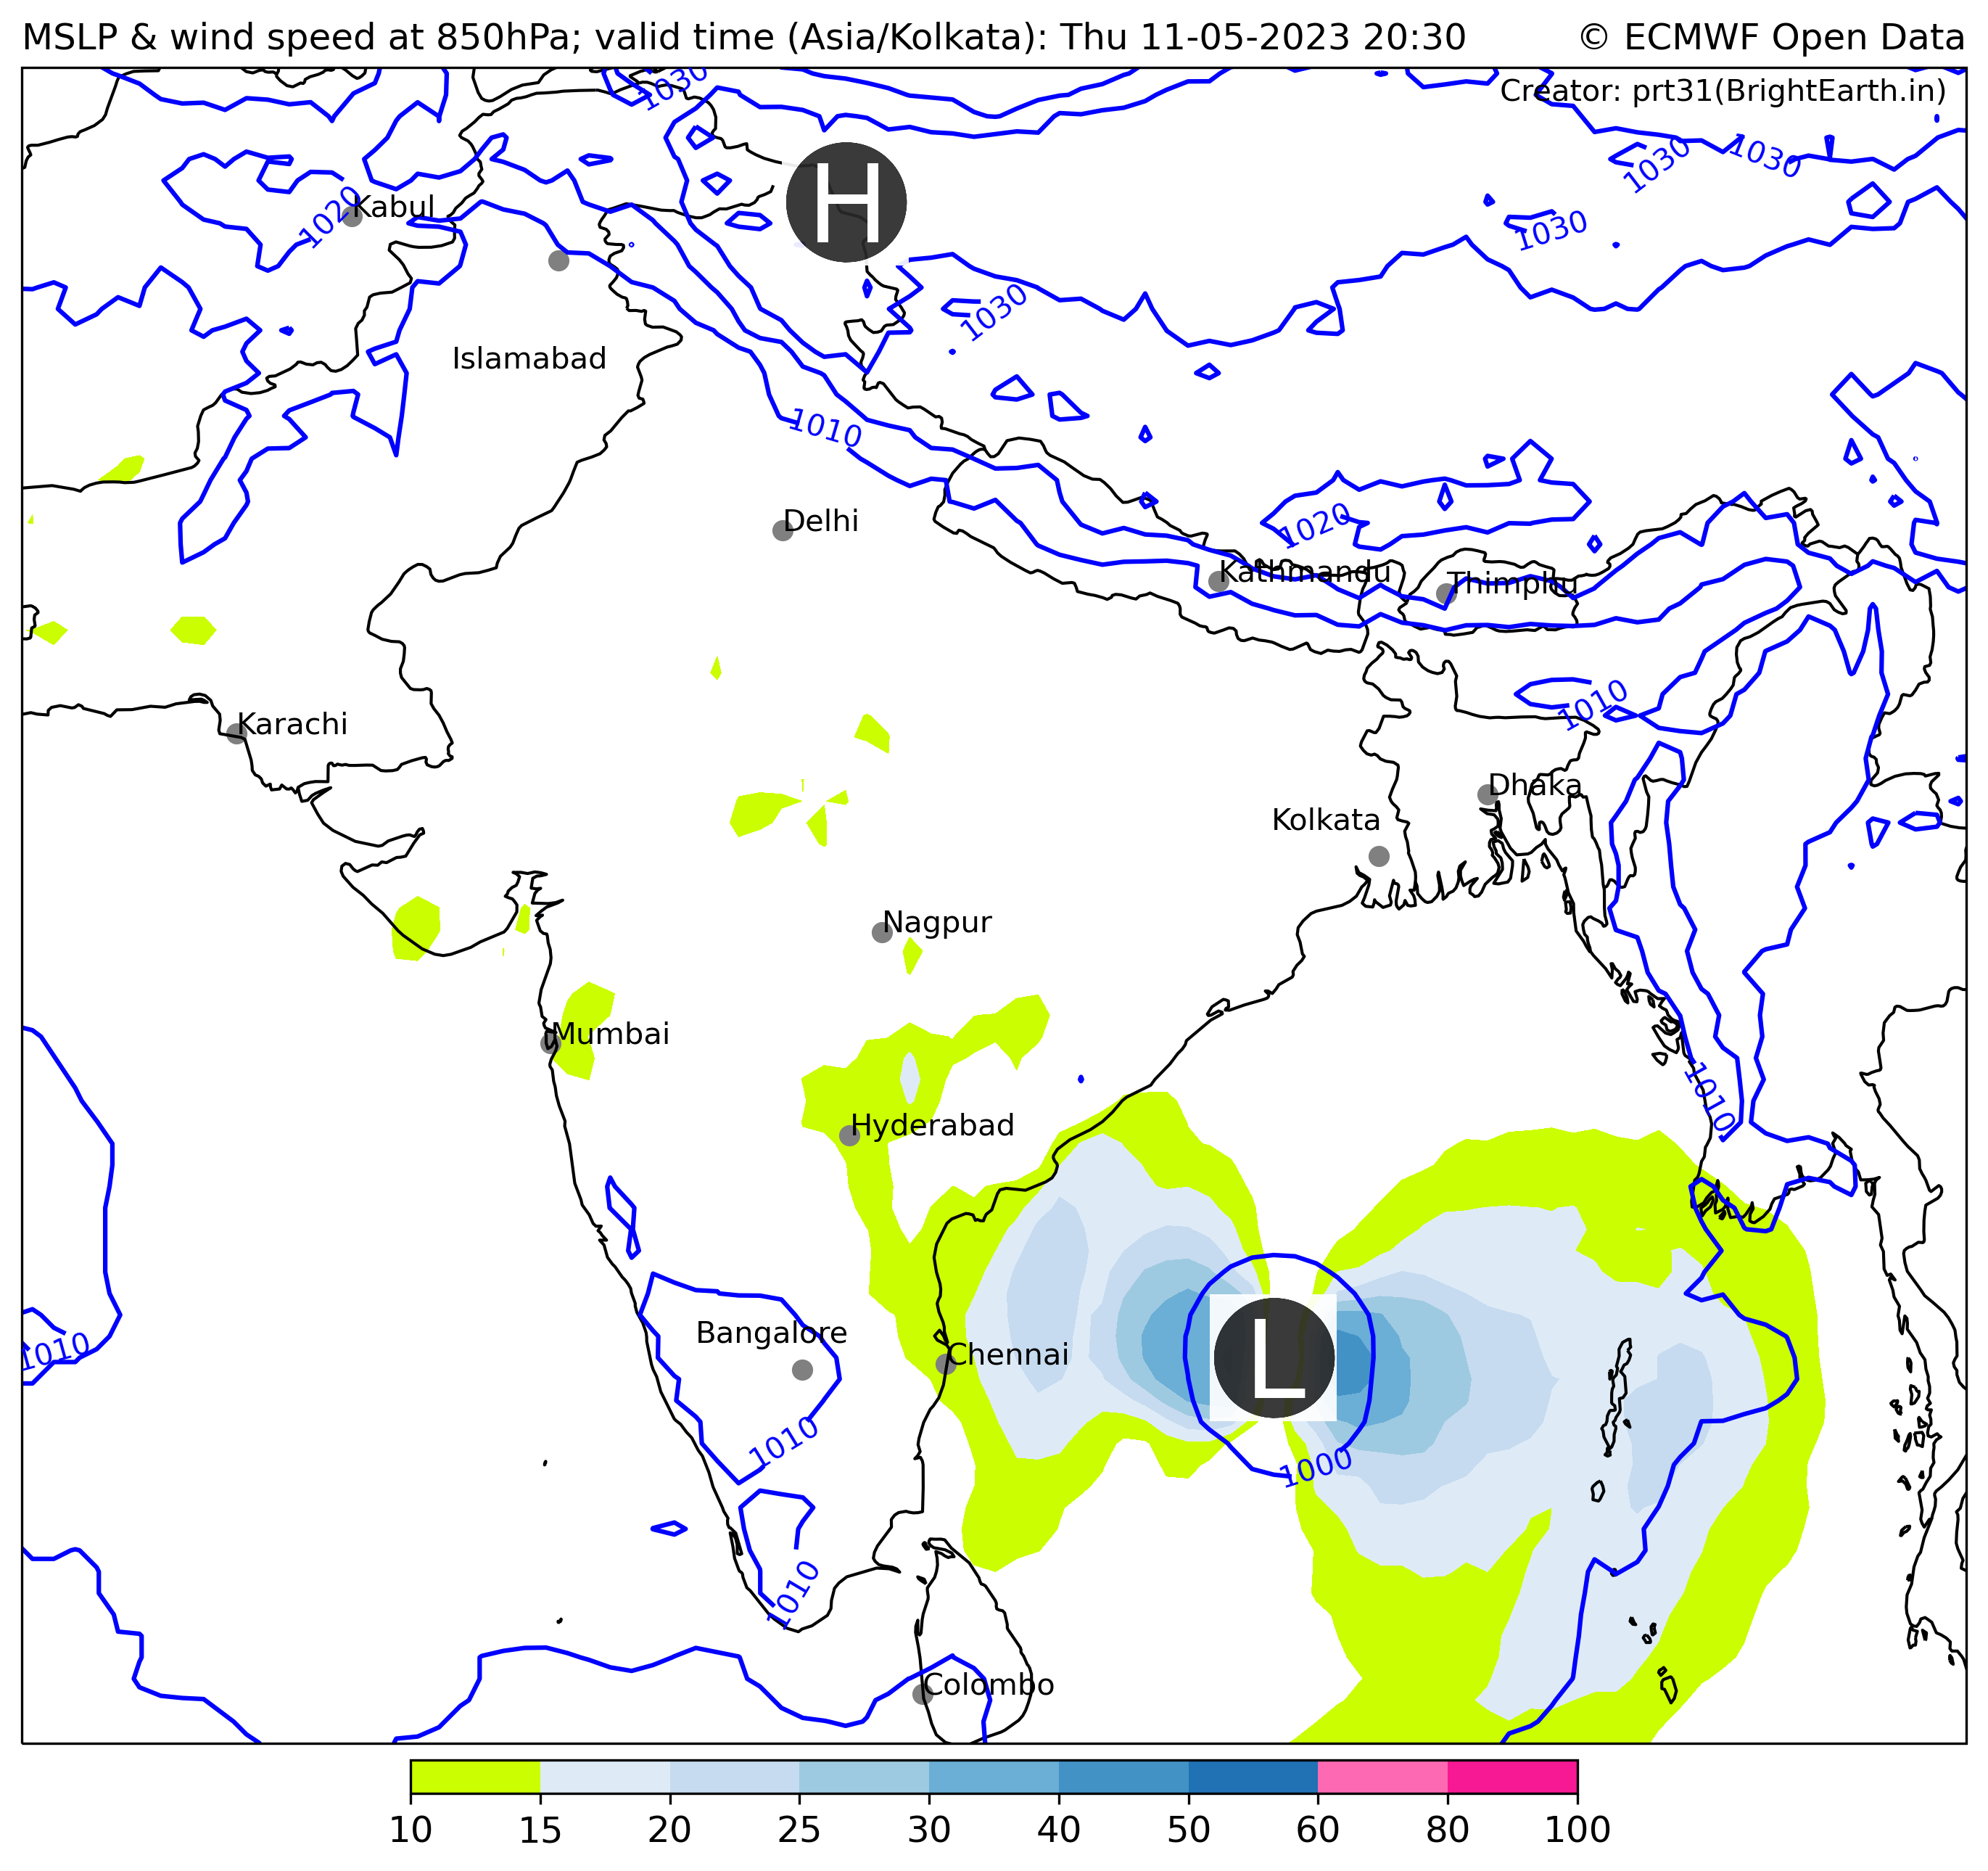 MSLP & wind speed at 850hPa; valid time (Asia/Kolkata): Thu 11-05-2023 20:30 © ECMWF Open Data
Creator: prt31(BrightEarth.in)
1030
1030
1030
H
1020
Kabul
1030
1030
Islamabad
1010
Delhi
1020
Kathmandu
Thimphu
1010
Karachi
Dhaka
Kolkata
Nagpur
Mumbai
1010
Hyderabad
Bangalore
1010
Chennai
L
1010
1000
1010
Colombo
10 15 20 25 30 40 50 60 80 100